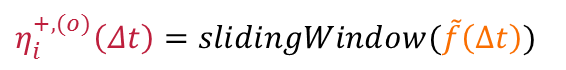 η_i^{+,(o)}(Δt) = slidingWindow(f̃(Δt))